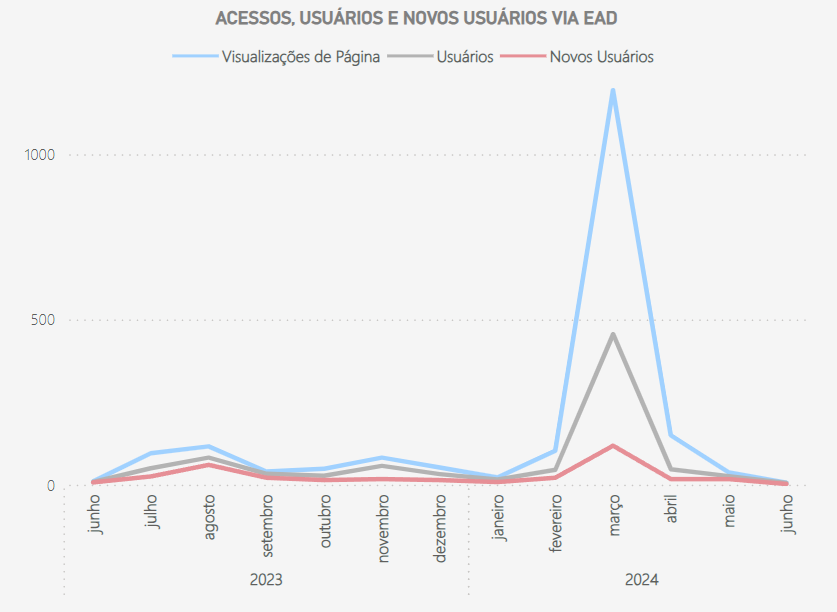 ACESSOS, USUÁRIOS E NOVOS USUÁRIOS VIA EAD
Visualizações de Página Usuários Novos Usuários
1000
500
0
junho julho agosto setembro outubro novembro dezembro janeiro fevereiro março abril maio junho
2023 2024